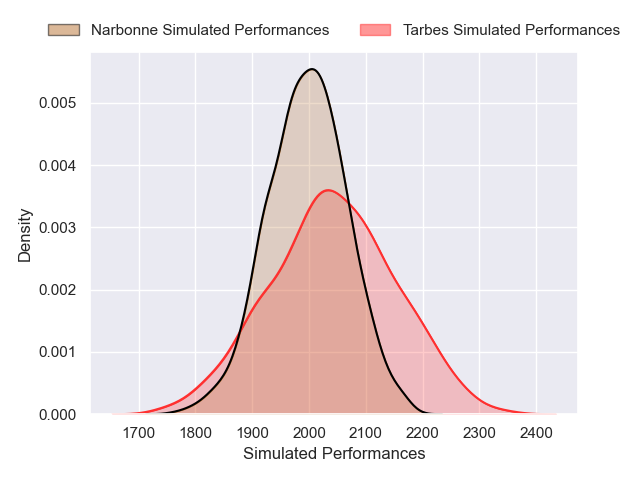 Narbonne Simulated Performances Tarbes Simulated Performances
0.005
0.004
0.003
0.002
0.001
0.000
Density
1700 1800 1900 2000 2100 2200 2300 2400
Simulated Performances